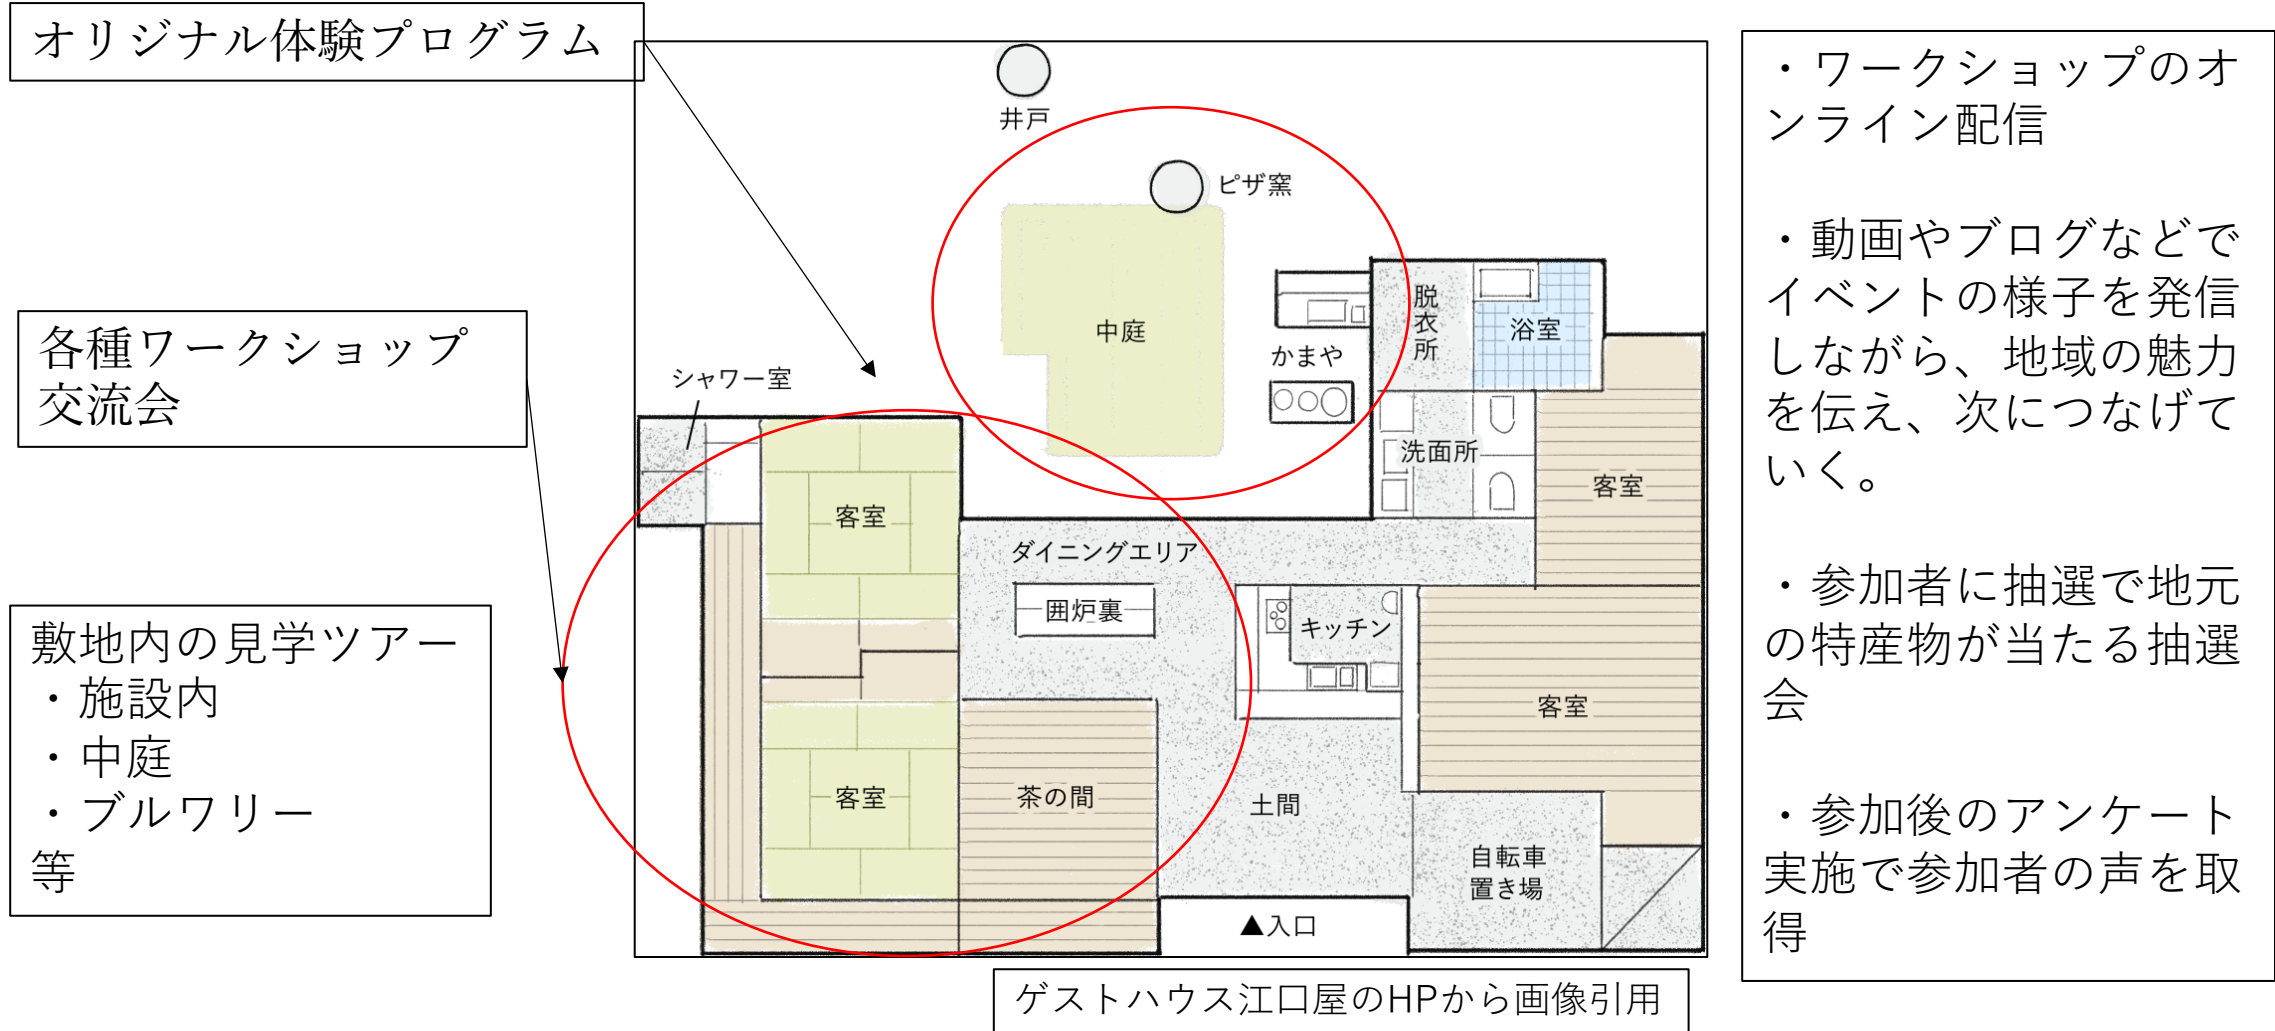 オリジナル体験プログラム
各種ワークショップ
交流会
敷地内の見学ツアー
・施設内
・中庭
・ブルワリー
等
井戸
ピザ窯
中庭
かまや
脱衣所
浴室
シャワー室
洗面所
客室
客室
ダイニングエリア
囲炉裏
キッチン
客室
客室
茶の間
土間
自転車
置き場
▲入口
ゲストハウス江口屋のHPから画像引用
・ワークショップのオ
ンライン配信
・動画やブログなどで
イベントの様子を発信
しながら、地域の魅力
を伝え、次につなげて
いく。
・参加者に抽選で地元
の特産物が当たる抽選
会
・参加後のアンケート
実施で参加者の声を取
得